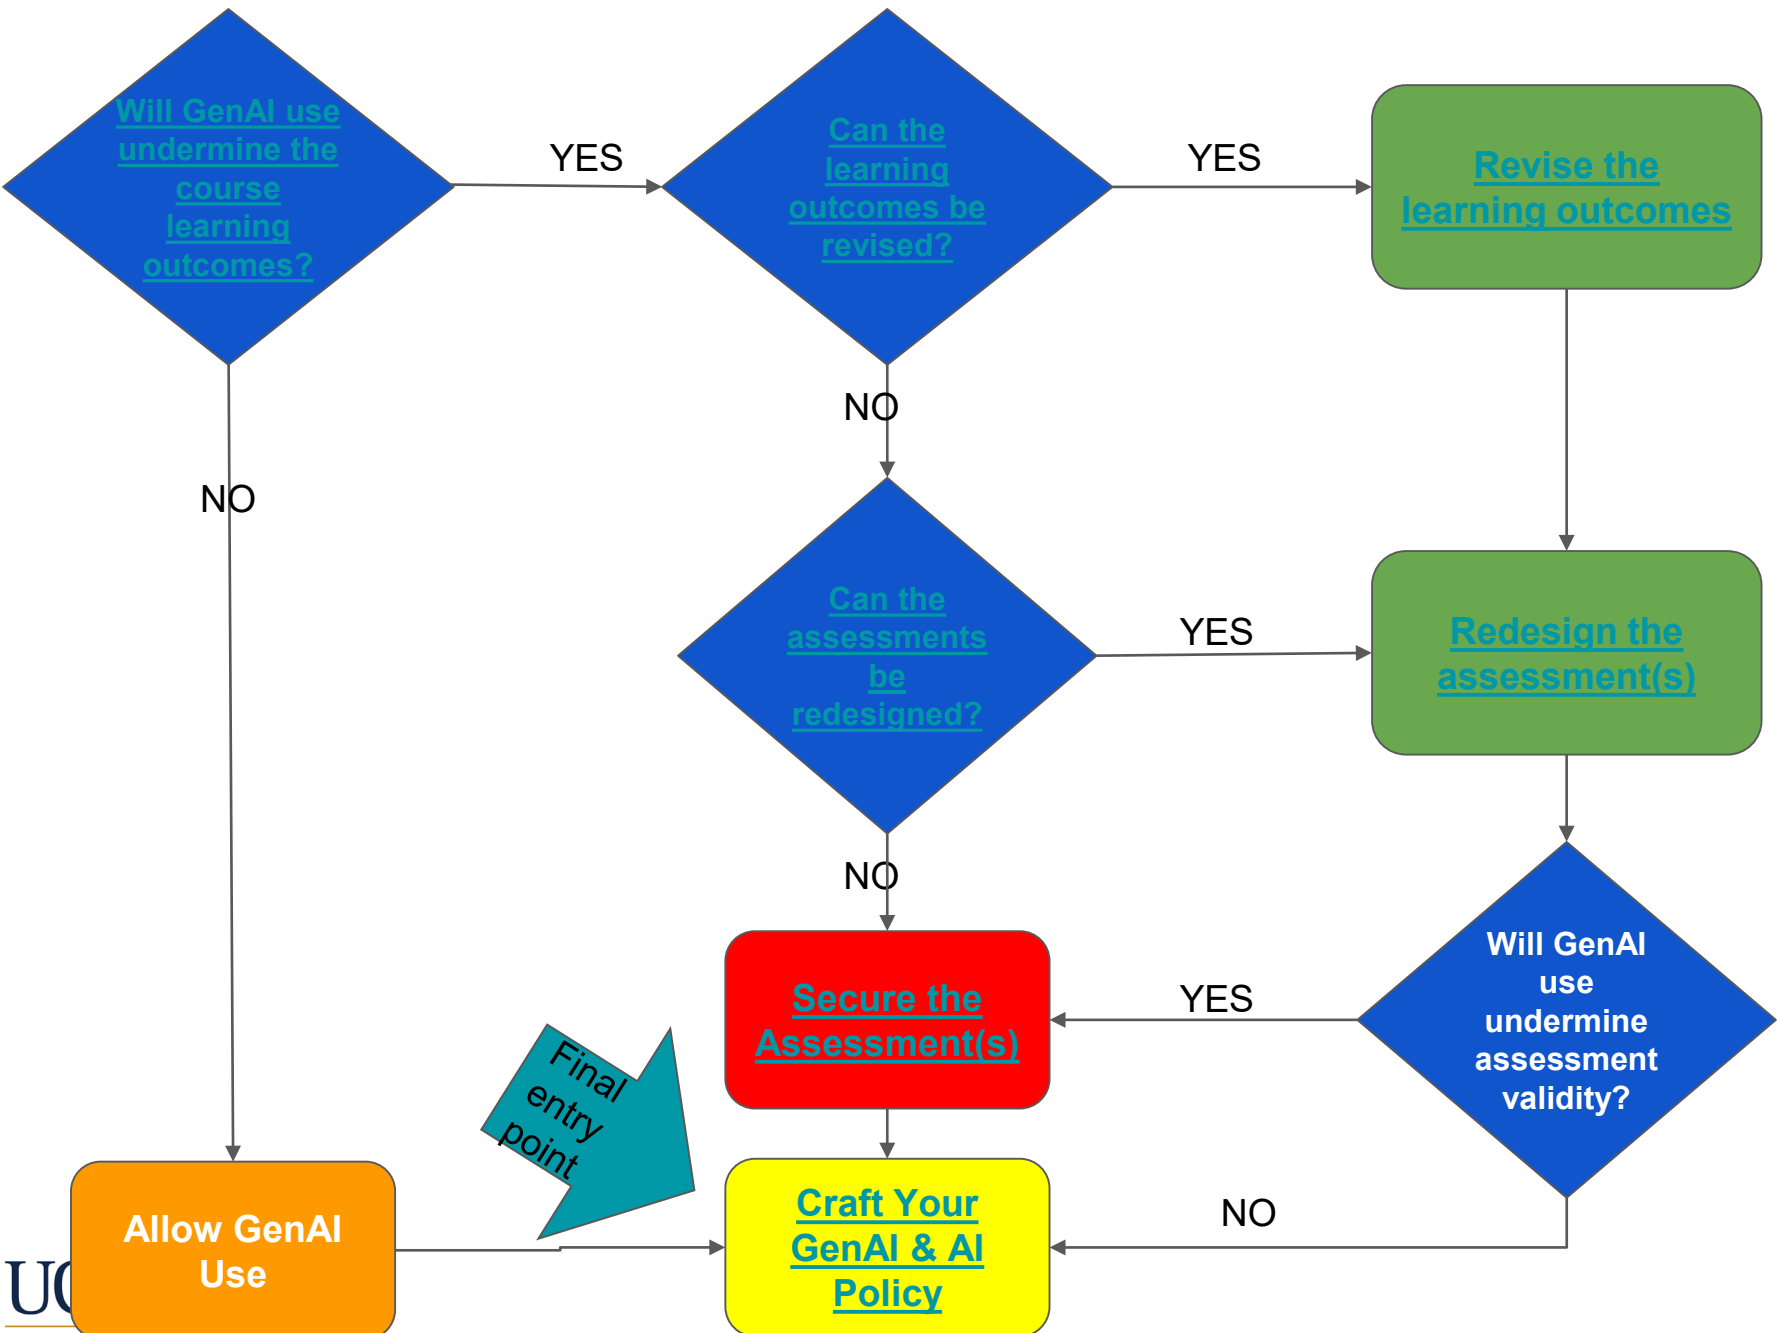 Will GenAI use
undermine the
course
learning
outcomes?
YES
Can the
learning
outcomes be
revised?
YES
Revise the
learning outcomes
NO
NO
Can the
assessments
be
redesigned?
YES
Redesign the
assessment(s)
NO
Will GenAI
use
undermine
assessment
validity?
YES
Secure the
Assessment(s)
Final
entry
point
Allow GenAI
Use
Craft Your
GenAI & AI
Policy
NO